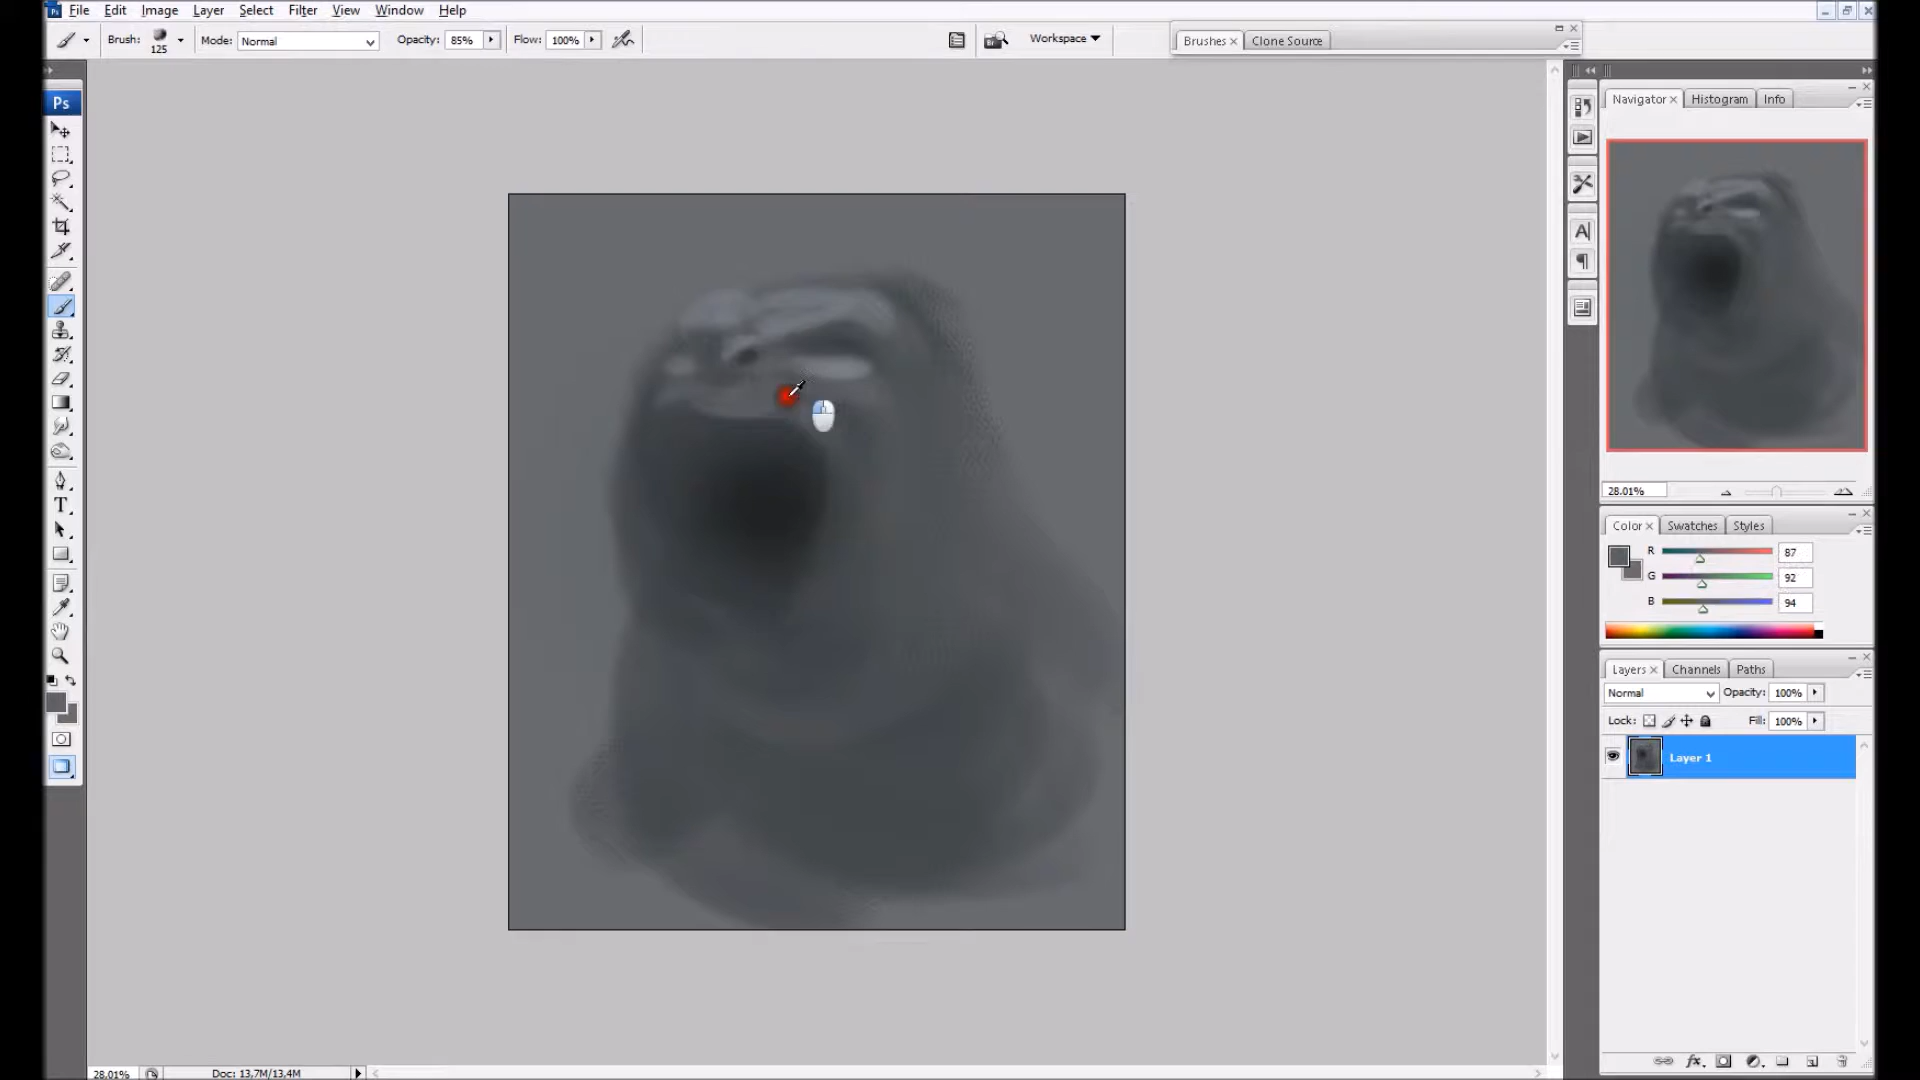 Ps File Edit Image Layer Select Filter View Window Help
Brush: 125 Mode: Normal Opacity: 85% Flow: 100% Workspace Brushes Clone Source
Ps
Navigator Histogram Info
A
T
28.01%
Color Swatches Styles
R 87
G 92
B 94
Layers Channels Paths
Normal Opacity: 100%
Lock: Fill: 100%
Layer 1
fx
28.01% Doc: 13,7M/13,4M